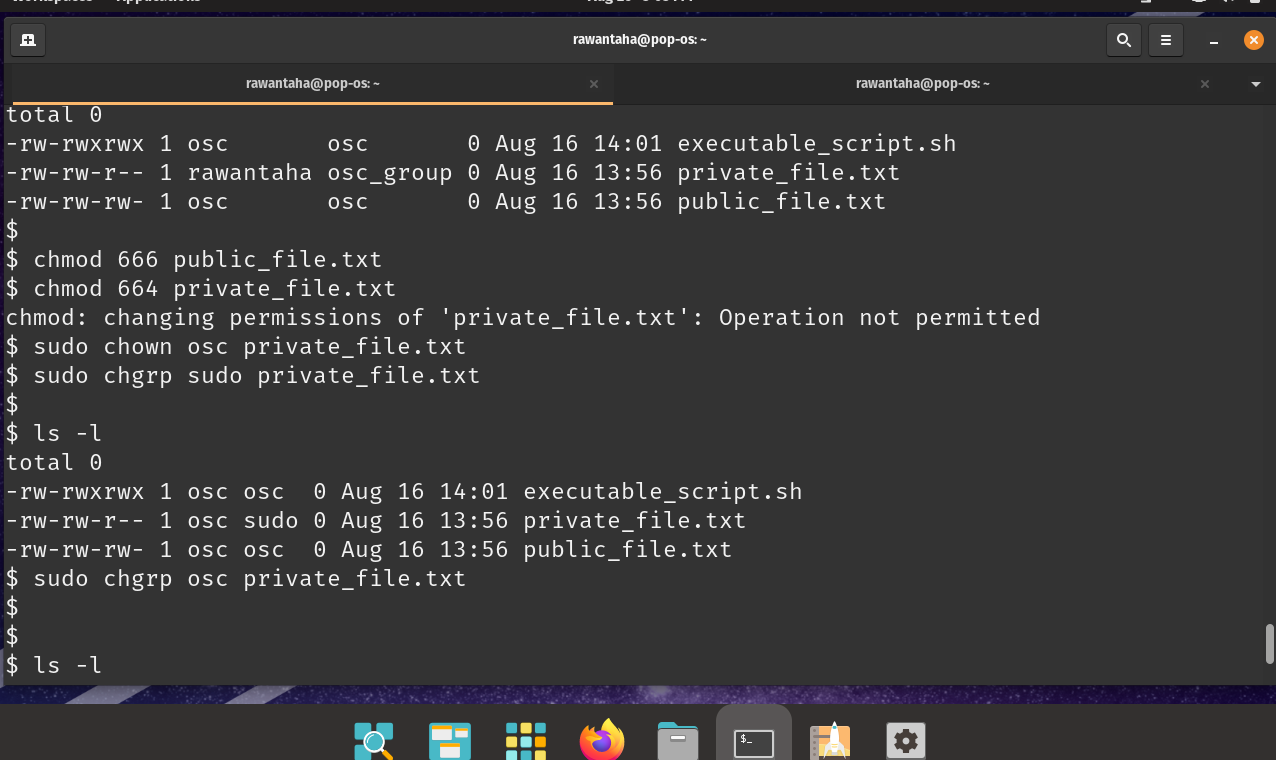 Workspaces Applications
rawantaha@pop-os: ~
rawantaha@pop-os: ~ rawantaha@pop-os: ~
total 0
-rw-rwxrwx 1 osc       osc       0 Aug 16 14:01 executable_script.sh
-rw-rw-r-- 1 rawantaha osc_group 0 Aug 16 13:56 private_file.txt
-rw-rw-rw- 1 osc       osc       0 Aug 16 13:56 public_file.txt
$
$ chmod 666 public_file.txt
$ chmod 664 private_file.txt
chmod: changing permissions of 'private_file.txt': Operation not permitted
$ sudo chown osc private_file.txt
$ sudo chgrp sudo private_file.txt
$
$ ls -l
total 0
-rw-rwxrwx 1 osc osc  0 Aug 16 14:01 executable_script.sh
-rw-rw-r-- 1 osc sudo 0 Aug 16 13:56 private_file.txt
-rw-rw-rw- 1 osc osc  0 Aug 16 13:56 public_file.txt
$ sudo chgrp osc private_file.txt
$
$
$ ls -l
$_